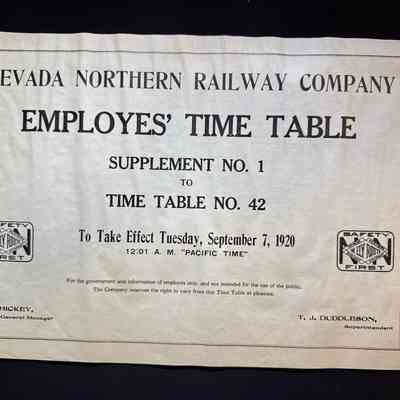 EVADA NORTHERN RAILWAY COMPANY
EMPLOYES' TIME TABLE
SUPPLEMENT NO. 1
TO
TIME TABLE NO. 42
To Take Effect Tuesday, September 7, 1920
12:01 A. M. "PACIFIC TIME"
SAFETY
FIRST
SAFETY
FIRST
For the government and information of employes only, and not intended for the use of the public.
The Company reserves the right to vary from this Time Table at pleasure.
HICKEY,
General Manager
T. J. DUDDLESON,
Superintendent